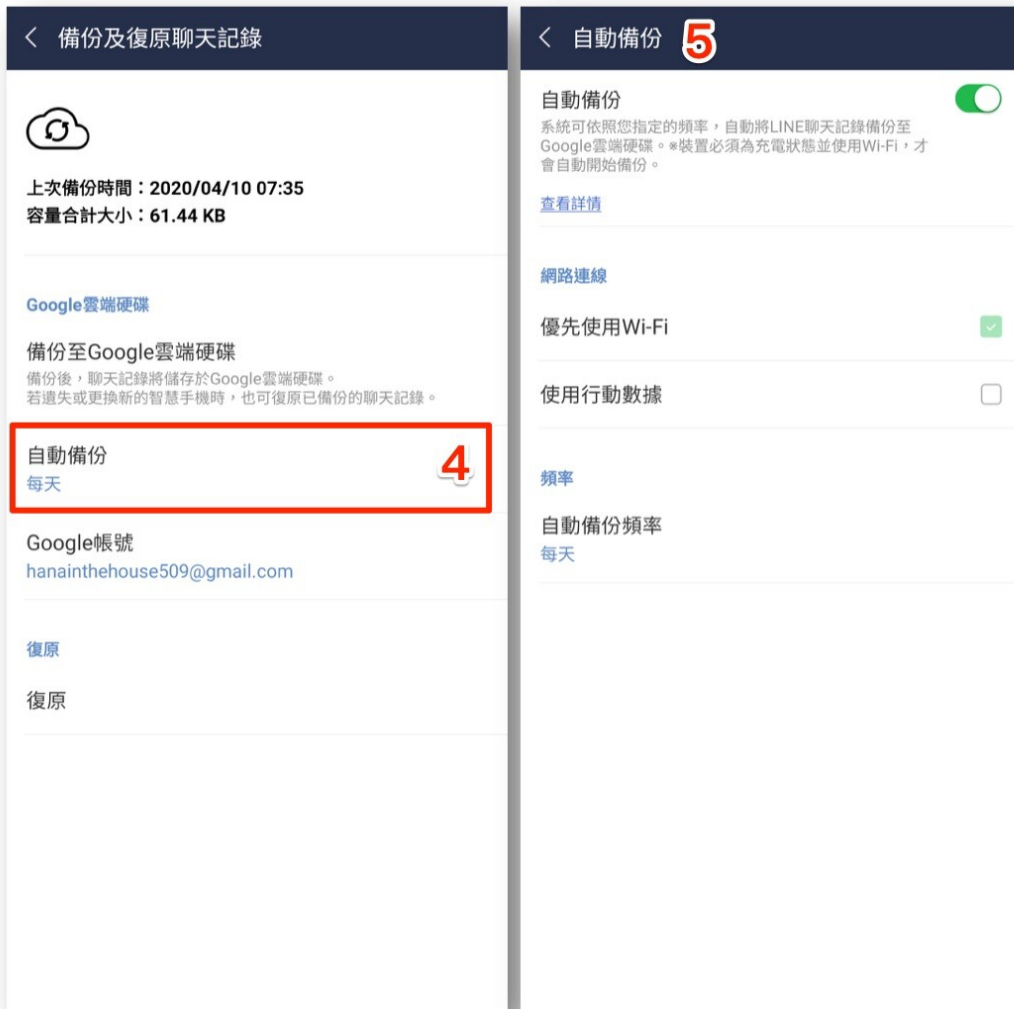 備份及復原聊天記錄
上次備份時間：2020/04/10 07:35
容量合計大小：61.44 KB
Google雲端硬碟
備份至Google雲端硬碟
備份後，聊天記錄將儲存於Google雲端硬碟。
若遺失或更換新的智慧手機時，也可復原已備份的聊天記錄。
自動備份
每天
4
Google帳號
hanainthehouse509@gmail.com
復原
復原
自動備份 5
自動備份
系統可依照您指定的頻率，自動將LINE聊天記錄備份至
Google雲端硬碟。※裝置必須為充電狀態並使用Wi-Fi，才
會自動開始備份。
查看詳情
網路連線
優先使用Wi-Fi
使用行動數據
頻率
自動備份頻率
每天